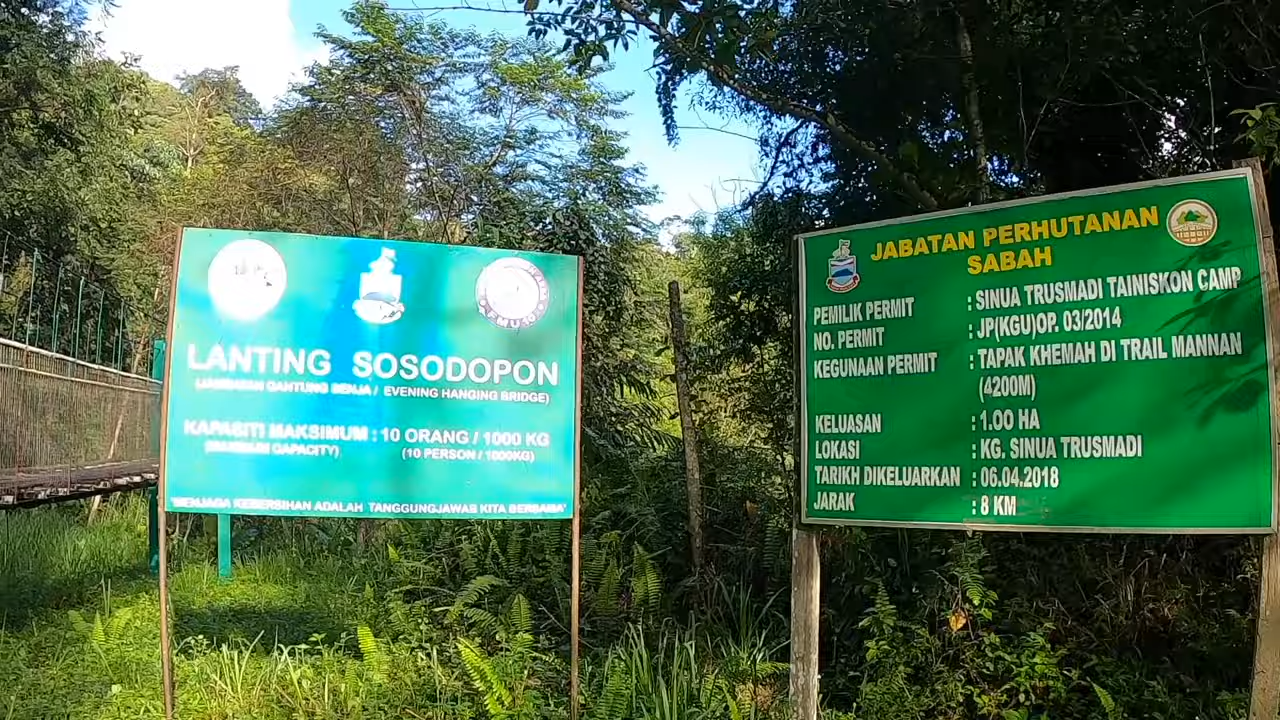 LANTING SOSODOPON
JAMBATAN GANTUNG SENJA / EVENING HANGING BRIDGE)
KAPASITI MAKSIMUM : 10 ORANG / 1000 KG
(MAXIMUM CAPACITY) (10 PERSON / 1000KG)
"MENJAGA KEBERSIHAN ADALAH TANGGUNGJAWAB KITA BERSAMA"
JABATAN PERHUTANAN
SABAH
PEMILIK PERMIT : SINUA TRUSMADI TAINISKON CAMP
NO. PERMIT : JP(KGU)OP. 03/2014
KEGUNAAN PERMIT : TAPAK KHEMAH DI TRAIL MANNAN
(4200M)
KELUASAN : 1.00 HA
LOKASI : KG. SINUA TRUSMADI
TARIKH DIKELUARKAN : 06.04.2018
JARAK : 8 KM